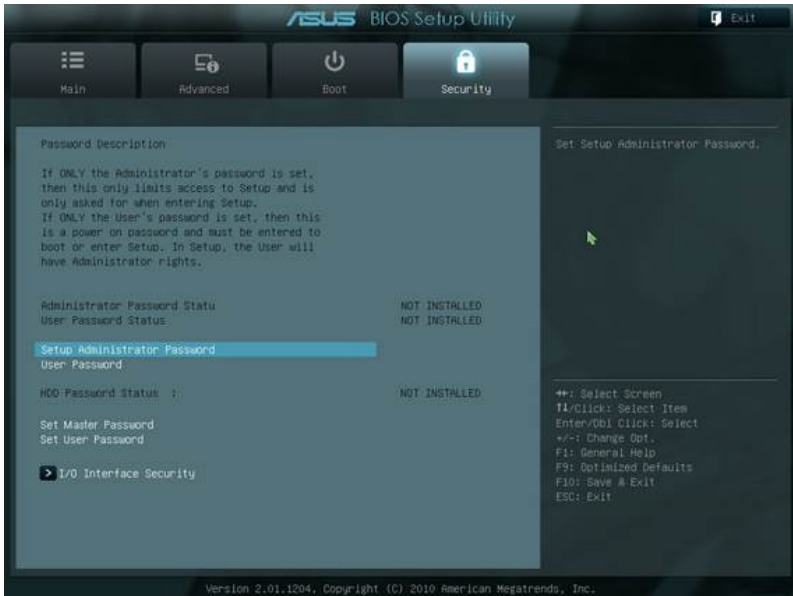 ASUS BIOS Setup Utility
Exit
Main
Advanced
Boot
Security
Password Description
If ONLY the Administrator's password is set,
then this only limits access to Setup and is
only asked for when entering Setup.
If ONLY the User's password is set, then this
is a power on password and must be entered to
boot or enter Setup. In Setup, the User will
have Administrator rights.
Administrator Password Statu NOT INSTALLED
User Password Status NOT INSTALLED
Setup Administrator Password
User Password
HDD Password Status : NOT INSTALLED
Set Master Password
Set User Password
I/O Interface Security
Set Setup Administrator Password.
→←: Select Screen
↑↓/Click: Select Item
Enter/Dbl Click: Select
+/-: Change Opt.
F1: General Help
F9: Optimized Defaults
F10: Save & Exit
ESC: Exit
Version 2.01.1204. Copyright (C) 2010 American Megatrends, Inc.